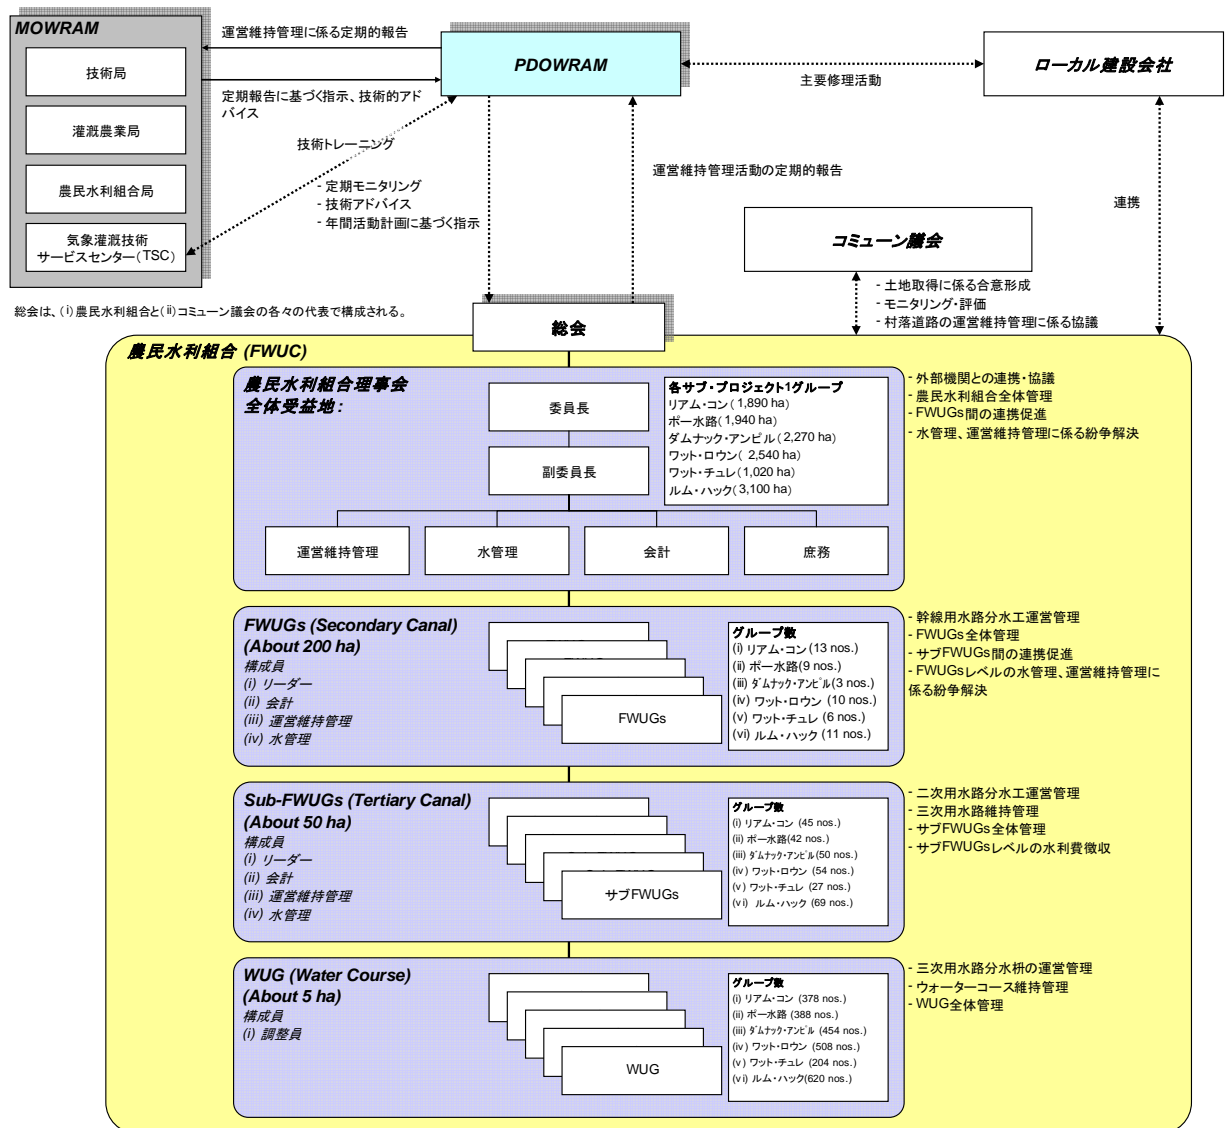 MOWRAM
技術局
灌漑農業局
農民水利組合局
気象灌漑技術
サービスセンター(TSC)
運営維持管理に係る定期的報告
定期報告に基づく指示、技術的アド
バイス
PDOWRAM
主要修理活動
ローカル建設会社
技術トレーニング
- 定期モニタリング
- 技術アドバイス
- 年間活動計画に基づく指示
運営維持管理活動の定期的報告
連携
コミューン議会
- 土地取得に係る合意形成
- モニタリング・評価
- 村落道路の運営維持管理に係る協議
総会は、(i)農民水利組合と(ii)コミューン議会の各々の代表で構成される。
総会
農民水利組合 (FWUC)
農民水利組合理事会
全体受益地:
委員長
副委員長
運営維持管理
水管理
会計
庶務
各サブ・プロジェクト1グループ
リアム・コン(1,890 ha)
ポー水路(1,940 ha)
ダムナック・アンピル(2,270 ha)
ワット・ロウン( 2,540 ha)
ワット・チュレ(1,020 ha)
ルム・ハック(3,100 ha)
- 外部機関との連携・協議
- 農民水利組合全体管理
- FWUGs間の連携促進
- 水管理、運営維持管理に係る紛争解決
FWUGs (Secondary Canal)
(About 200 ha)
構成員
(i) リーダー
(ii) 会計
(iii) 運営維持管理
(iv) 水管理
FWUGs
グループ数
(i) リアム・コン (13 nos.)
(ii) ポー水路(9 nos.)
(iii) ダムナック・アンピル(3 nos.)
(iv) ワット・ロウン (10 nos.)
(v) ワット・チュレ (6 nos.)
(vi) ルム・ハック (11 nos.)
- 幹線用水路分水工運営管理
- FWUGs全体管理
- サブFWUGs間の連携促進
- FWUGsレベルの水管理、運営維持管理に
係る紛争解決
Sub-FWUGs (Tertiary Canal)
(About 50 ha)
構成員
(i) リーダー
(ii) 会計
(iii) 運営維持管理
(iv) 水管理
サブFWUGs
グループ数
(i) リアム・コン (45 nos.)
(ii) ポー水路(42 nos.)
(iii) ダムナック・アンピル(50 nos.)
(iv) ワット・ロウン (54 nos.)
(v) ワット・チュレ (27 nos.)
(vi) ルム・ハック (69 nos.)
- 二次用水路分水工運営管理
- 三次用水路維持管理
- サブFWUGs全体管理
- サブFWUGsレベルの水利費徴収
WUG (Water Course)
(About 5 ha)
構成員
(i) 調整員
WUG
グループ数
(i) リアム・コン (378 nos.)
(ii) ポー水路 (388 nos.)
(iii) ダムナック・アンピル (454 nos.)
(iv) ワット・ロウン (508 nos.)
(v) ワット・チュレ (204 nos.)
(vi) ルム・ハック(620 nos.)
- 三次用水路分水枡の運営管理
- ウォーターコース維持管理
- WUG全体管理